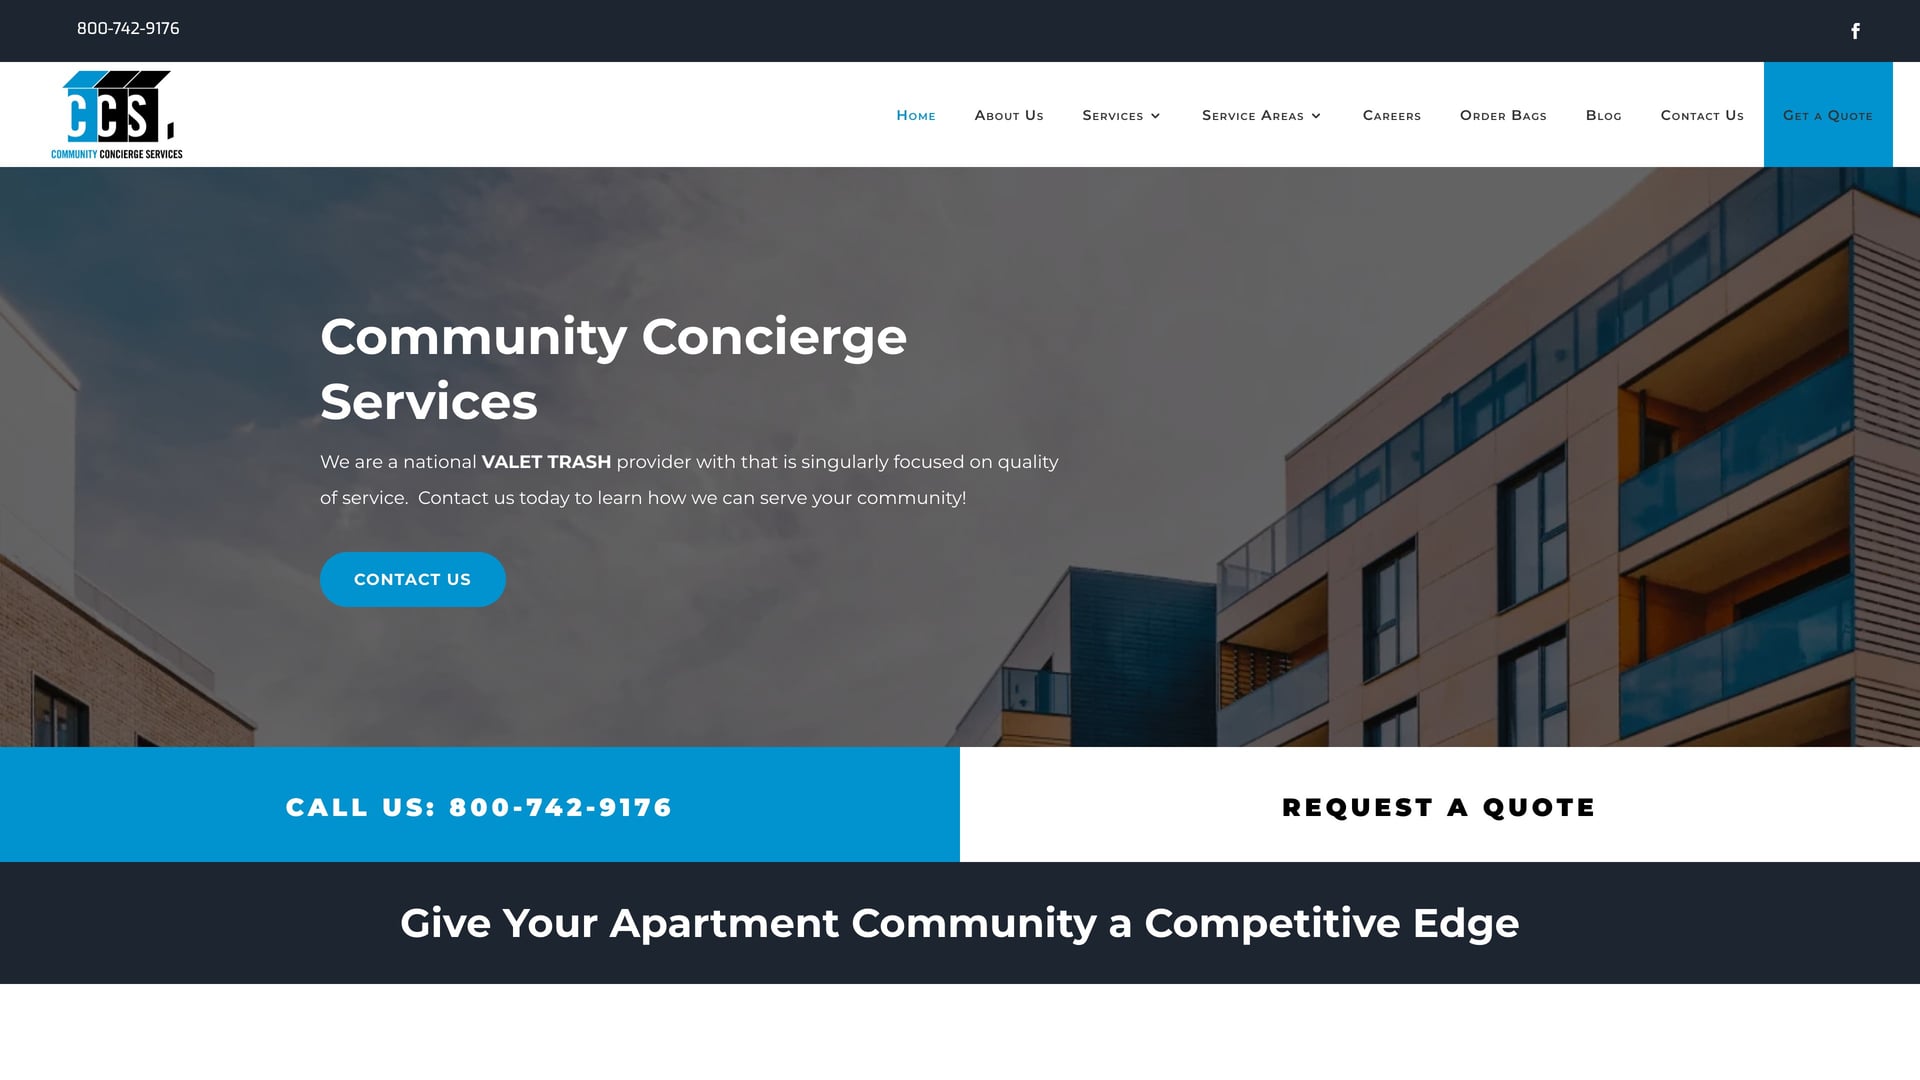 800-742-9176
CCS
COMMUNITY CONCIERGE SERVICES
Home
About Us
Services
Service Areas
Careers
Order Bags
Blog
Contact Us
Get a Quote
Community Concierge
Services
We are a national VALET TRASH provider with that is singularly focused on quality
of service.  Contact us today to learn how we can serve your community!
CONTACT US
CALL US: 800-742-9176
REQUEST A QUOTE
Give Your Apartment Community a Competitive Edge